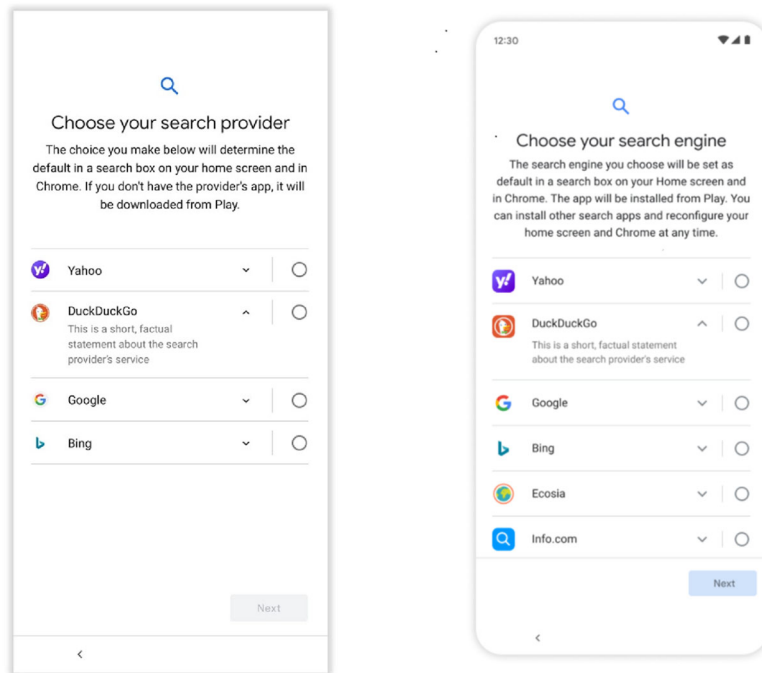 Choose your search provider
The choice you make below will determine the
default in a search box on your home screen and in
Chrome. If you don't have the provider's app, it will
be downloaded from Play.
Yahoo
DuckDuckGo
This is a short, factual
statement about the search
provider's service
Google
Bing
Next
12:30
Choose your search engine
The search engine you choose will be set as
default in a search box on your Home screen and
in Chrome. The app will be installed from Play. You
can install other search apps and reconfigure your
home screen and Chrome at any time.
Yahoo
DuckDuckGo
This is a short, factual statement
about the search provider's service
Google
Bing
Ecosia
Info.com
Next